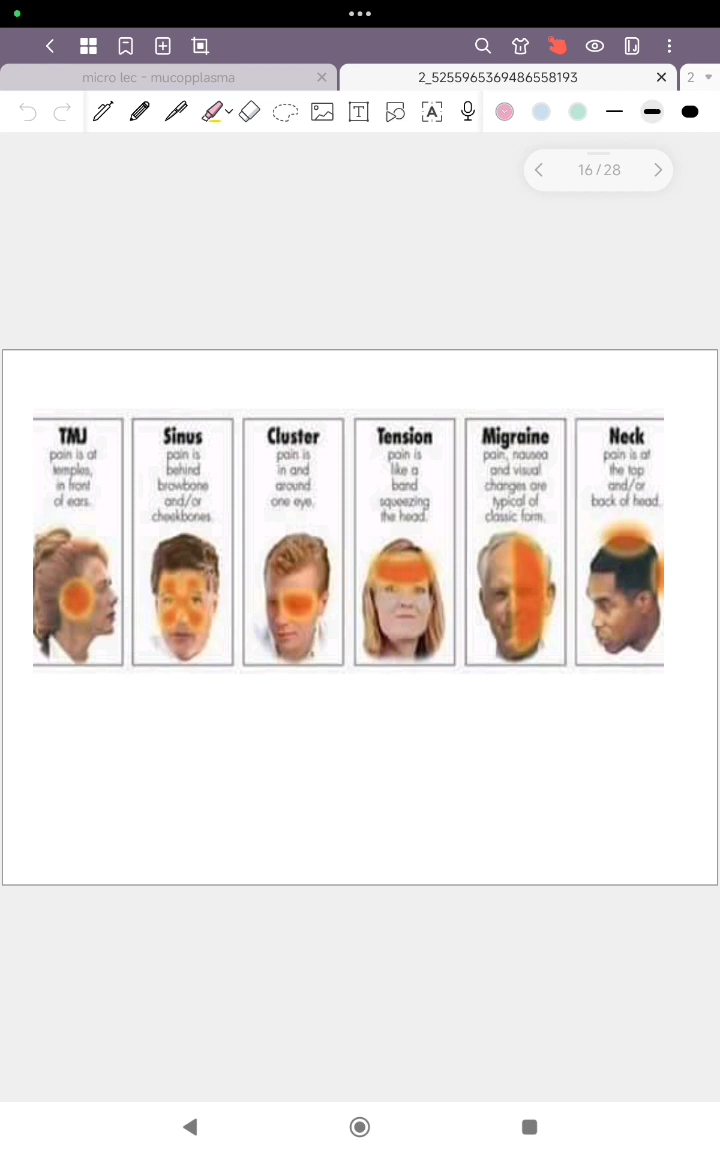 micro lec - mucopplasma
2_5255965369486558193
2
16/28
TMJ
pain is at
temples,
in front
of ears.
Sinus
pain is
behind
browbone
and/or
cheekbones.
Cluster
pain is
in and
around
one eye.
Tension
pain is
like a
band
squeezing
the head.
Migraine
pain, nausea
and visual
changes are
typical of
classic form.
Neck
pain is at
the top
and/or
back of head.